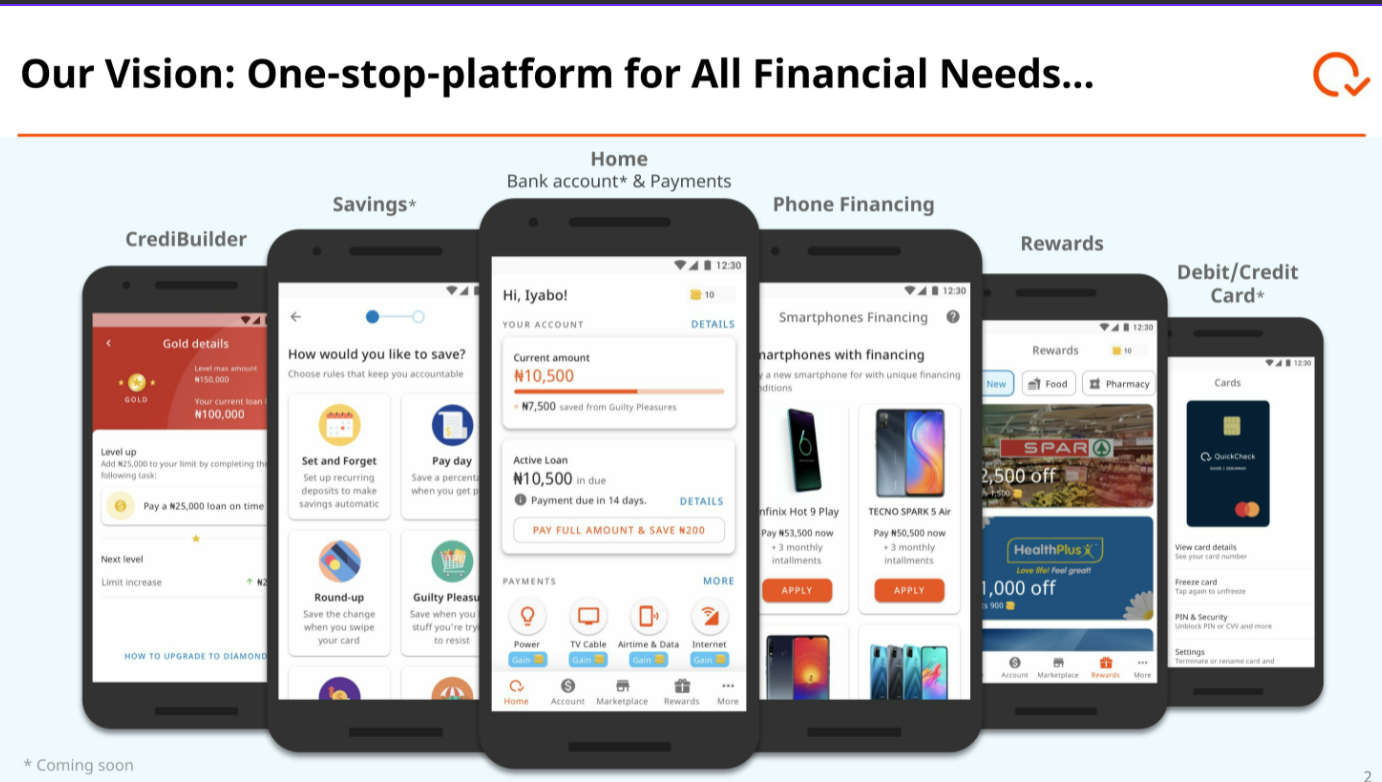 Our Vision: One-stop-platform for All Financial Needs...
CrediBuilder
Gold details
GOLD
Level max amount
₦150,000
Your current loan
₦100,000
Level up
Add ₦25,000 to your limit by completing the
following task:
Pay a ₦25,000 loan on time
Next level
Limit increase
HOW TO UPGRADE TO DIAMOND
Savings*
How would you like to save?
Choose rules that keep you accountable
Set and Forget
Set up recurring
deposits to make
savings automatic
Pay day
Save a
when you get
Round-up
Save the change
when you swipe
your card
Guilty
Save when you
stuff you're
to resist
Home
Bank account* & Payments
12:30
Hi, Iyabo!
10
YOUR ACCOUNT
DETAILS
Current amount
₦10,500
₦7,500 saved from Guilty Pleasures
Active Loan
₦10,500 in due
Payment due in 14 days.
DETAILS
PAY FULL AMOUNT & SAVE ₦200
PAYMENTS
MORE
Power
TV Cable
Airtime & Data
Internet
Gain
Gain
Gain
Gain
Home
Account
Marketplace
Rewards
More
Phone Financing
12:30
Smartphones Financing
?
martphones with financing
a new smartphone for with unique financing
nditions
6
nfinix Hot 9 Play
Pay ₦53,500 now
+ 3 monthly
intallments
APPLY
TECNO SPARK 5 Air
Pay ₦50,500 now
+ 3 monthly
intallments
APPLY
Rewards
12:30
Rewards
10
New
Food
Pharmacy
SPAR
2,500 off
1,500
HealthPlus
Love life! Feel great!
1,000 off
900
Account
Marketplace
Rewards
More
Debit/Credit
Card*
12:30
Cards
QuickCheck
View card details
See your card number
Freeze card
Tap again to unfreeze
PIN & Security
Unblock PIN or CVV and more
Settings
Terminate or rename card and
* Coming soon
2